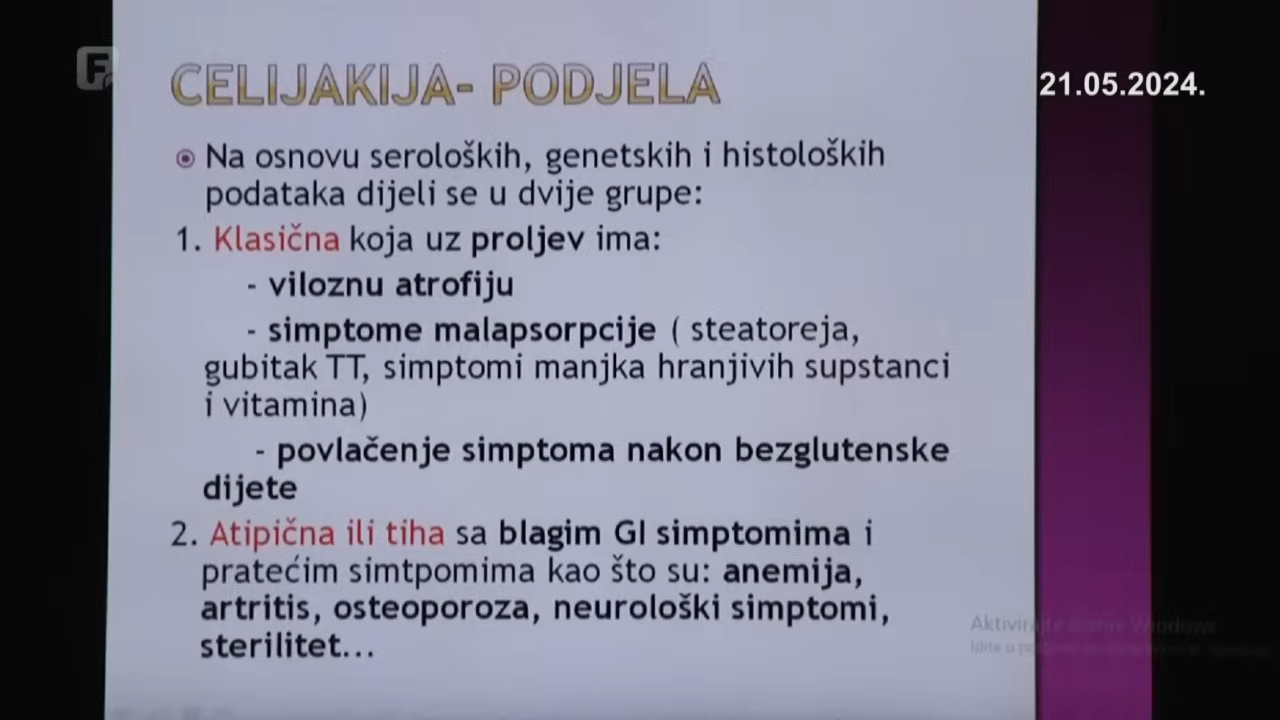 F
CELIJAKIJA- PODJELA
21.05.2024.
Na osnovu seroloških, genetskih i histoloških
podataka dijeli se u dvije grupe:
1. Klasična koja uz proljev ima:
- viloznu atrofiju
- simptome malapsorpcije ( steatoreja,
gubitak TT, simptomi manjka hranjivih supstanci
i vitamina)
- povlačenje simptoma nakon bezglutenske
dijete
2. Atipična ili tiha sa blagim GI simptomima i
pratećim simtpomima kao što su: anemija,
artritis, osteoporoza, neurološki simptomi,
sterilitet...
Aktivirajte Windows
Idite u